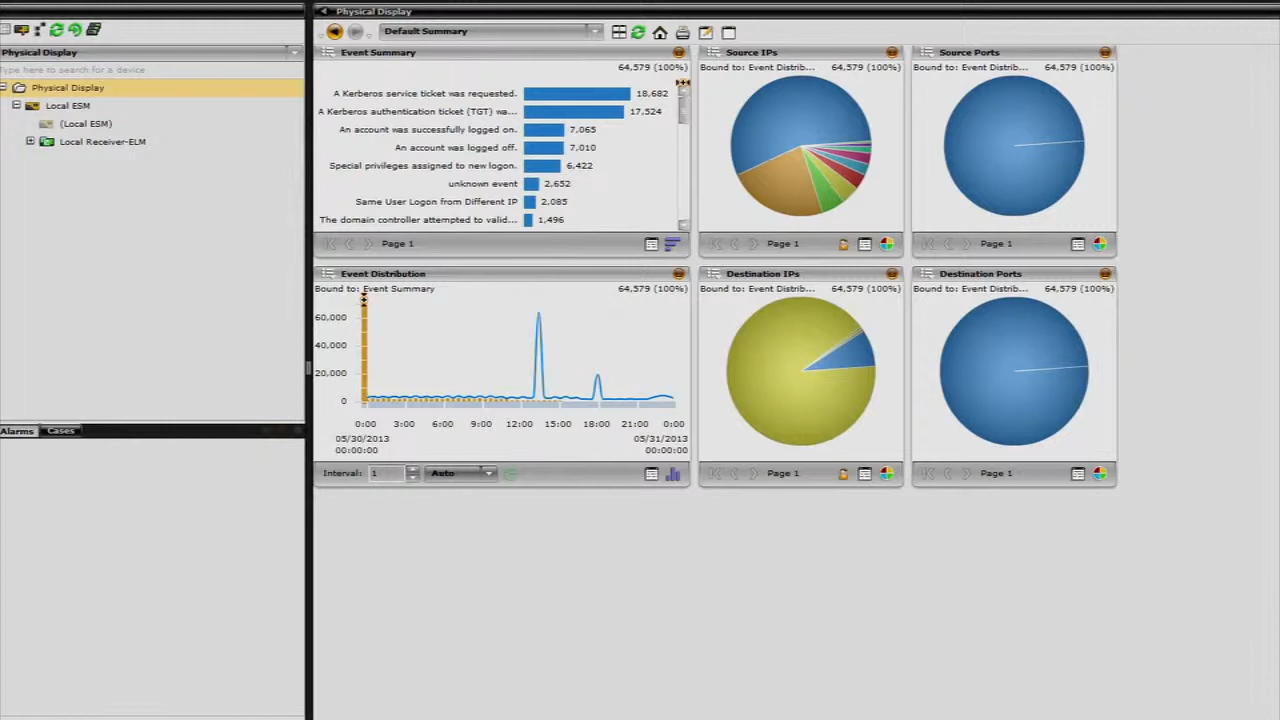 Physical Display
Default Summary
Physical Display
Type here to search for a device
Physical Display
Local ESM
(Local ESM)
Local Receiver-ELM
Alarms
Cases
Event Summary
64,579 (100%)
A Kerberos service ticket was requested. 18,682
A Kerberos authentication ticket (TGT) wa... 17,524
An account was successfully logged on. 7,065
An account was logged off. 7,010
Special privileges assigned to new logon. 6,422
unknown event 2,652
Same User Logon from Different IP 2,085
The domain controller attempted to valid... 1,496
Page 1
Source IPs
Bound to: Event Distrib... 64,579 (100%)
Page 1
Source Ports
Bound to: Event Distrib... 64,579 (100%)
Page 1
Event Distribution
Bound to: Event Summary 64,579 (100%)
60,000
40,000
20,000
0
0:00 3:00 6:00 9:00 12:00 15:00 18:00 21:00 0:00
05/30/2013 05/31/2013
00:00:00 00:00:00
Interval: 1 Auto
Destination IPs
Bound to: Event Distrib... 64,579 (100%)
Page 1
Destination Ports
Bound to: Event Distrib... 64,579 (100%)
Page 1